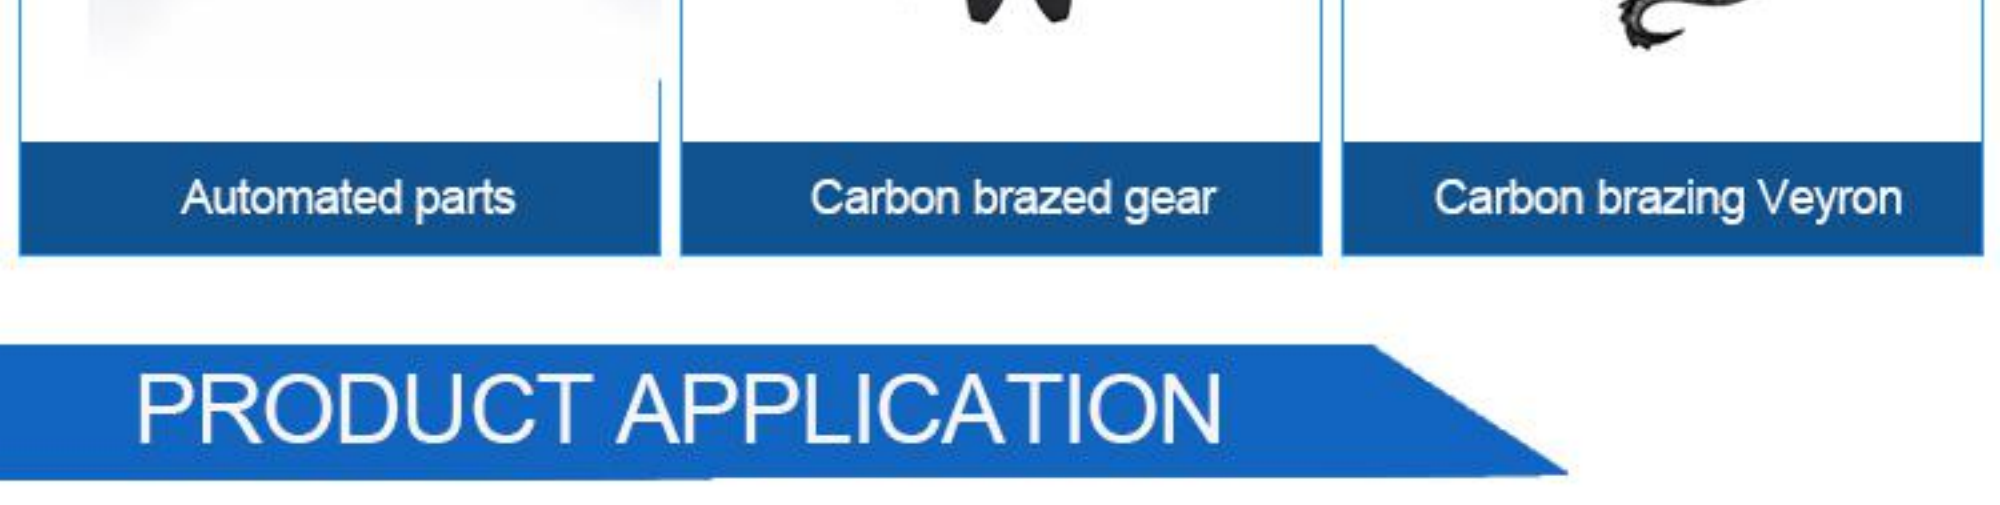 Automated parts
Carbon brazed gear
Carbon brazing Veyron
PRODUCT APPLICATION